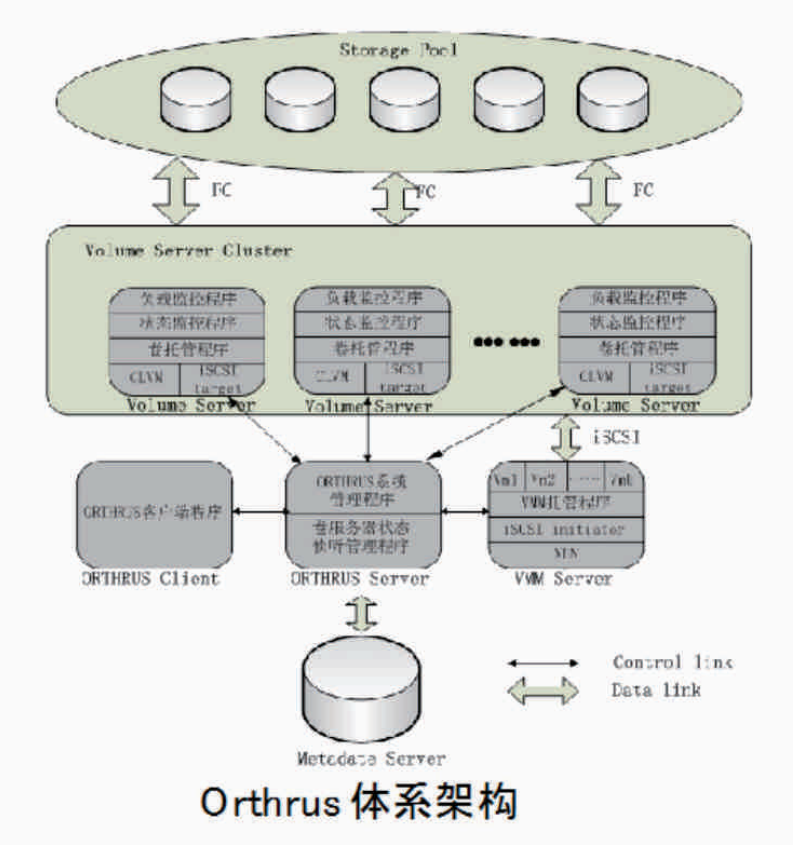 Storage Pool
FC
FC
FC
Volume Server Cluster
负载监控程序
状态监控程序
卷托管程序
CLVM
iSCSI
target
Volume Server
负载监控程序
状态监控程序
卷托管程序
CLVM
iSCSI
target
Volume Server
负载监控程序
状态监控程序
卷托管程序
CLVM
iSCSI
target
Volume Server
iSCSI
ORTHRUS客户端程序
ORTHRUS Client
ORTHRUS系统
管理程序
卷服务器状态
侦听管理程序
ORTHRUS Server
Vm1
Vm2
······
VMM托管程序
iSCSI initiator
VMM Server
Metadate Server
Control link
Data link
Orthrus 体系架构